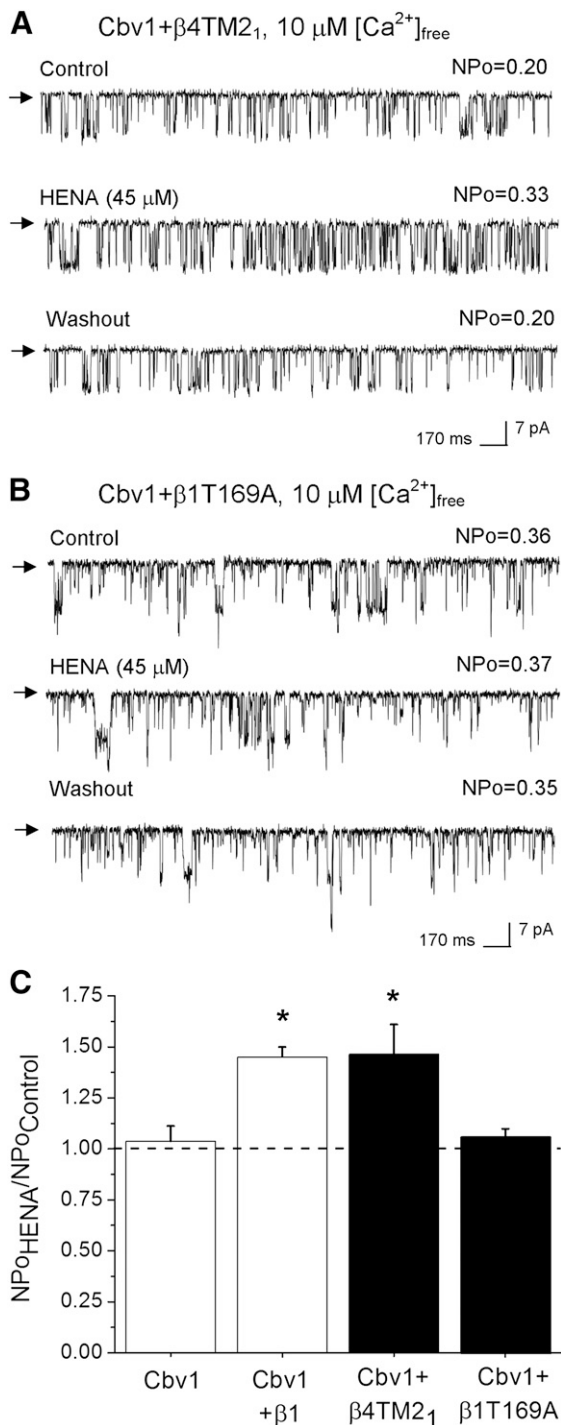 A
Cbv1+β4TM2₁, 10 μM [Ca²⁺]free
Control NPo=0.20
HENA (45 μM) NPo=0.33
Washout NPo=0.20
170 ms 7 pA
B
Cbv1+β1T169A, 10 μM [Ca²⁺]free
Control NPo=0.36
HENA (45 μM) NPo=0.37
Washout NPo=0.35
170 ms 7 pA
C
NPoHENA/NPoControl
1.75
1.50
1.25
1.00
0.75
0.50
0.25
0.00
* *
Cbv1 Cbv1 Cbv1+ Cbv1+
+β1 β4TM2₁ β1T169A